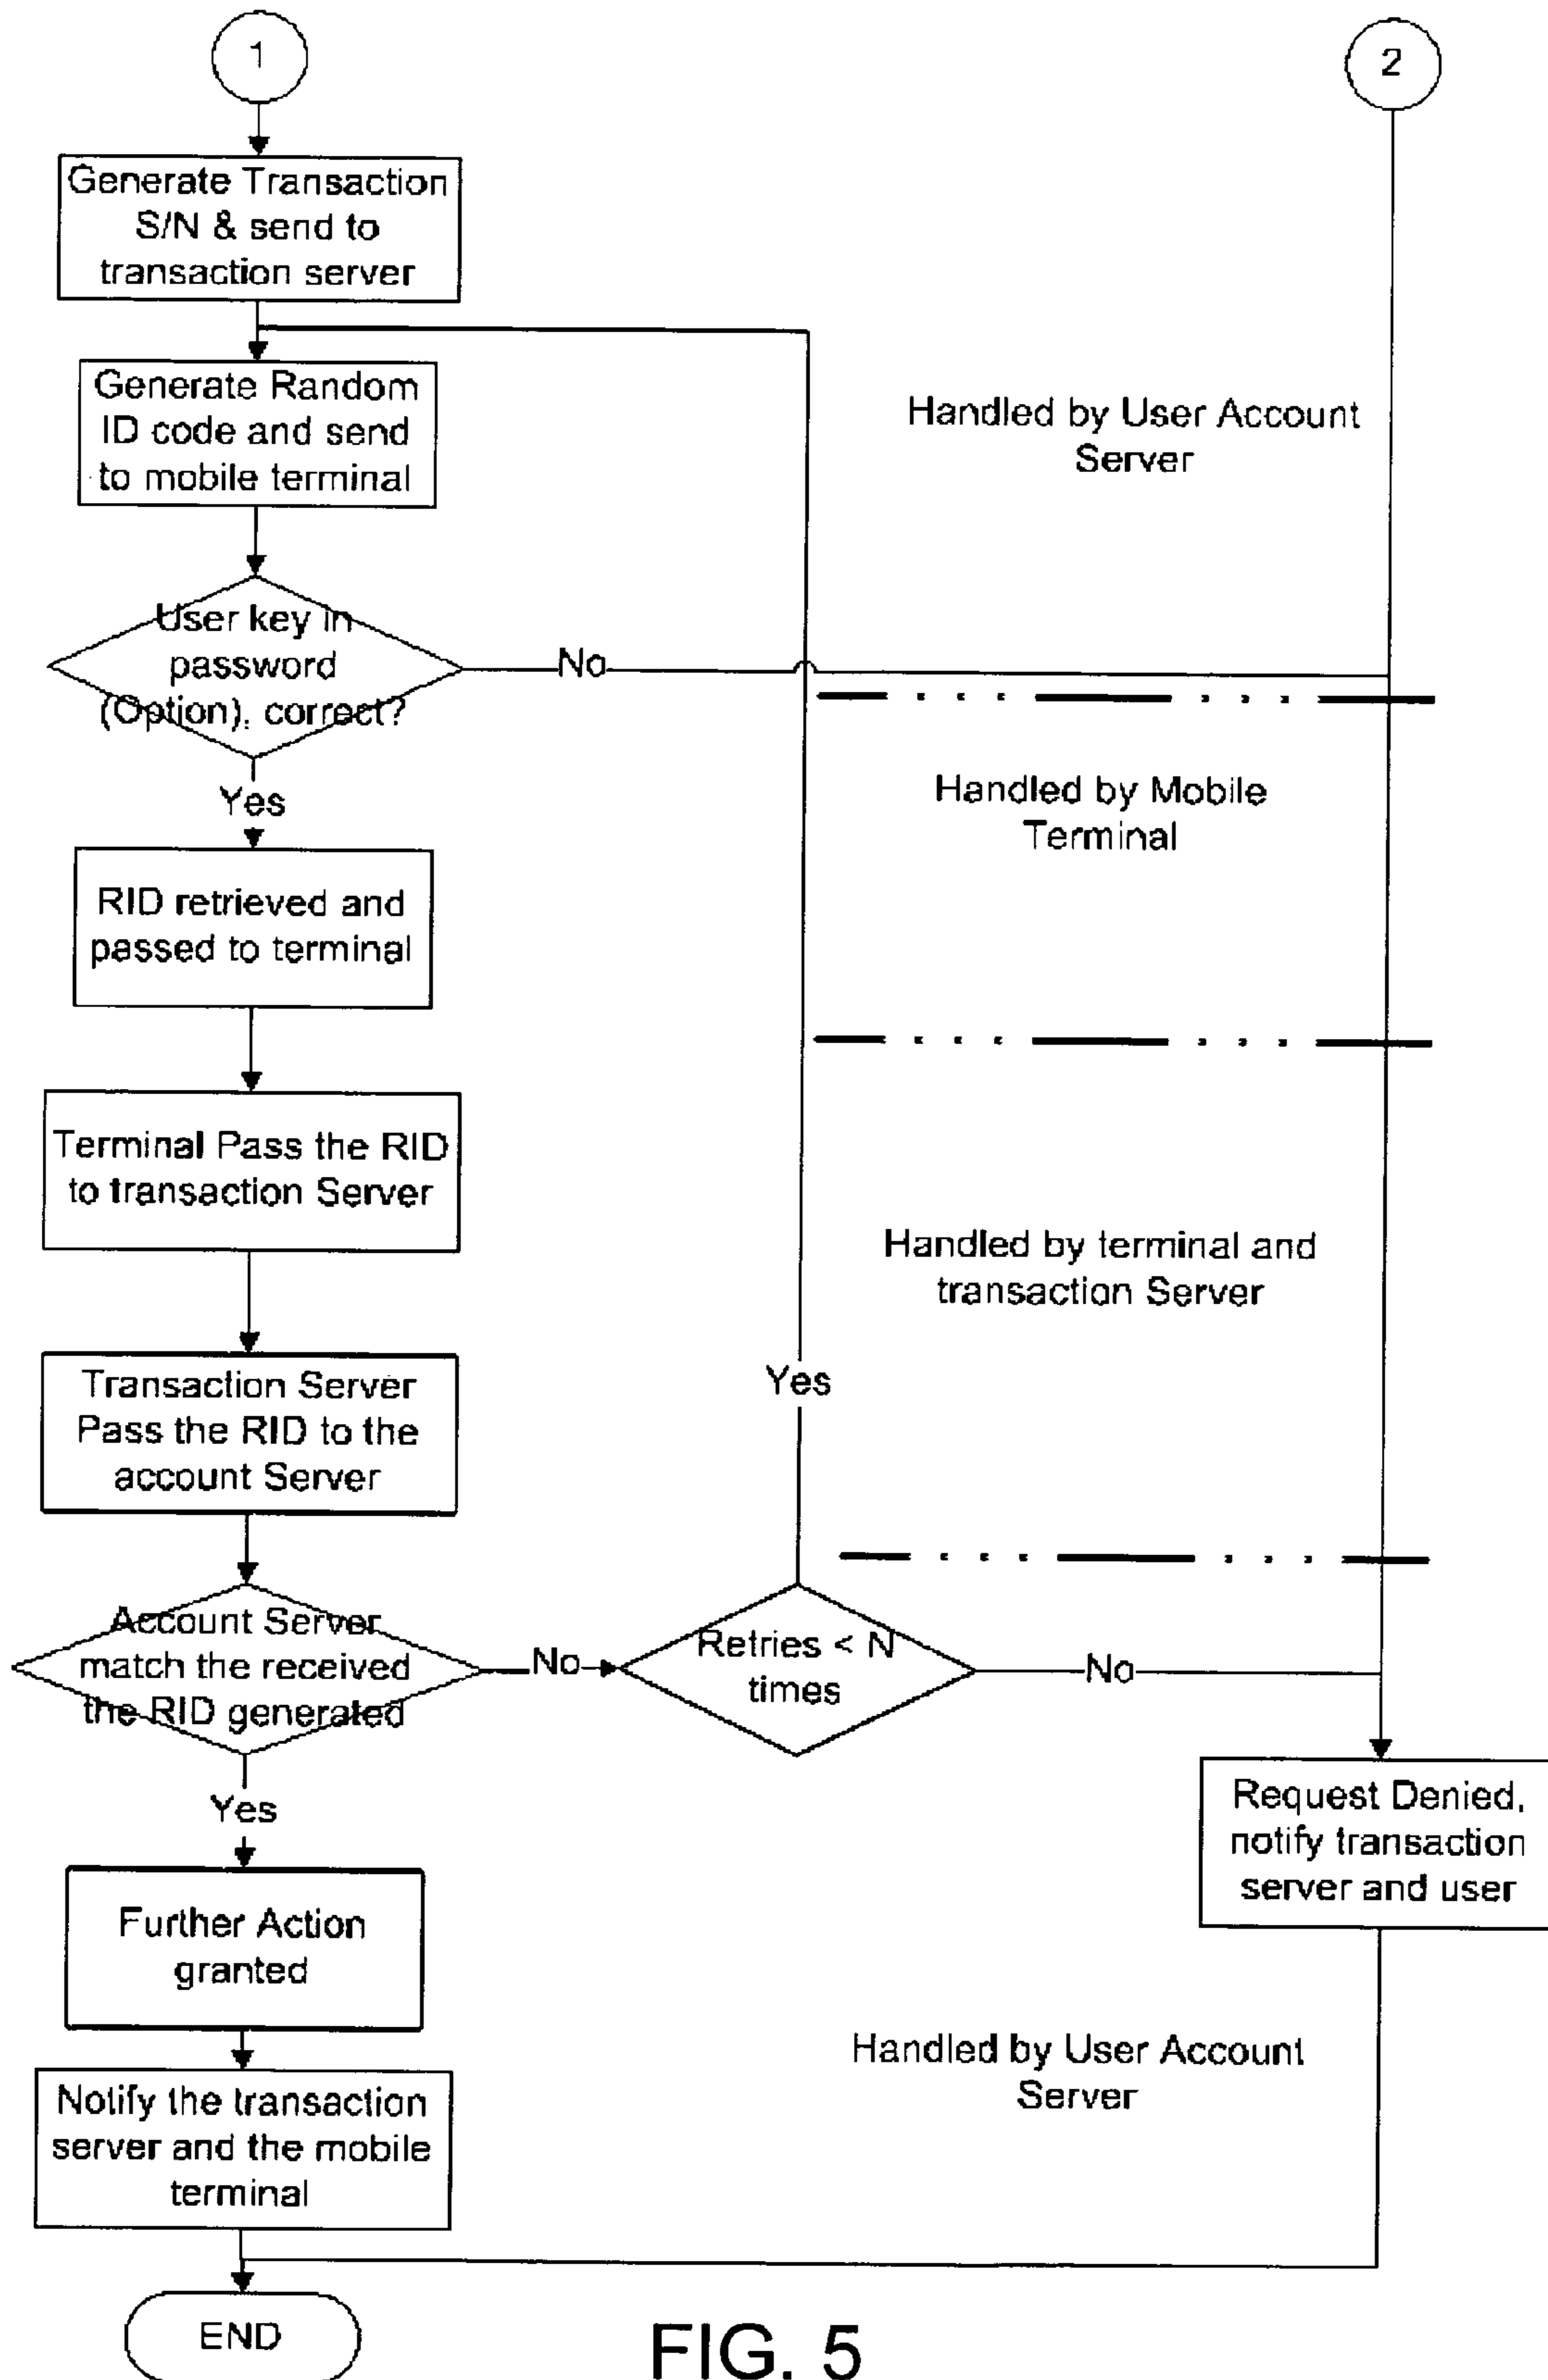 1
2
Generate Transaction
S/N & send to
transaction server
Generate Random
ID code and send
to mobile terminal
Handled by User Account
Server
User key in
password
(Option), correct?
No
Yes
Handled by Mobile
Terminal
RID retrieved and
passed to terminal
Terminal Pass the RID
to transaction Server
Handled by terminal and
transaction Server
Transaction Server
Pass the RID to the
account Server
Yes
Account Server
match the received
the RID generated
No
Retries < N
times
No
Yes
Request Denied,
notify transaction
server and user
Further Action
granted
Handled by User Account
Server
Notify the transaction
server and the mobile
terminal
END
FIG. 5